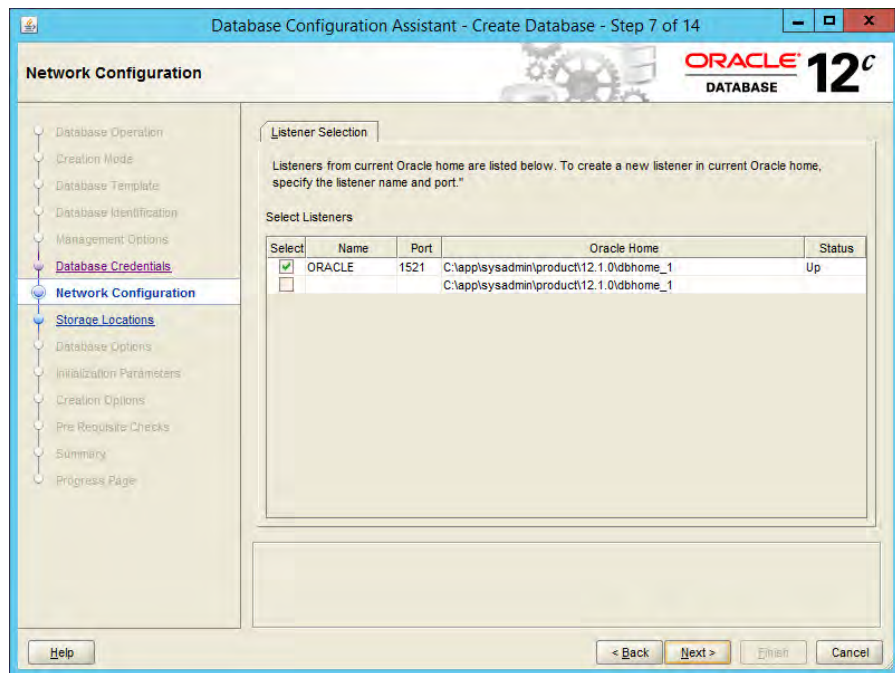 Database Configuration Assistant - Create Database - Step 7 of 14
Network Configuration
ORACLE
DATABASE
12c
Database Operation
Creation Mode
Database Template
Database Identification
Management Options
Database Credentials
Network Configuration
Storage Locations
Database Options
Initialization Parameters
Creation Options
Pre Requisite Checks
Summary
Progress Page
Listener Selection
Listeners from current Oracle home are listed below. To create a new listener in current Oracle home,
specify the listener name and port."
Select Listeners
Select Name Port Oracle Home Status
ORACLE 1521 C:\app\sysadmin\product\12.1.0\dbhome_1 Up
C:\app\sysadmin\product\12.1.0\dbhome_1
Help < Back Next > Finish Cancel